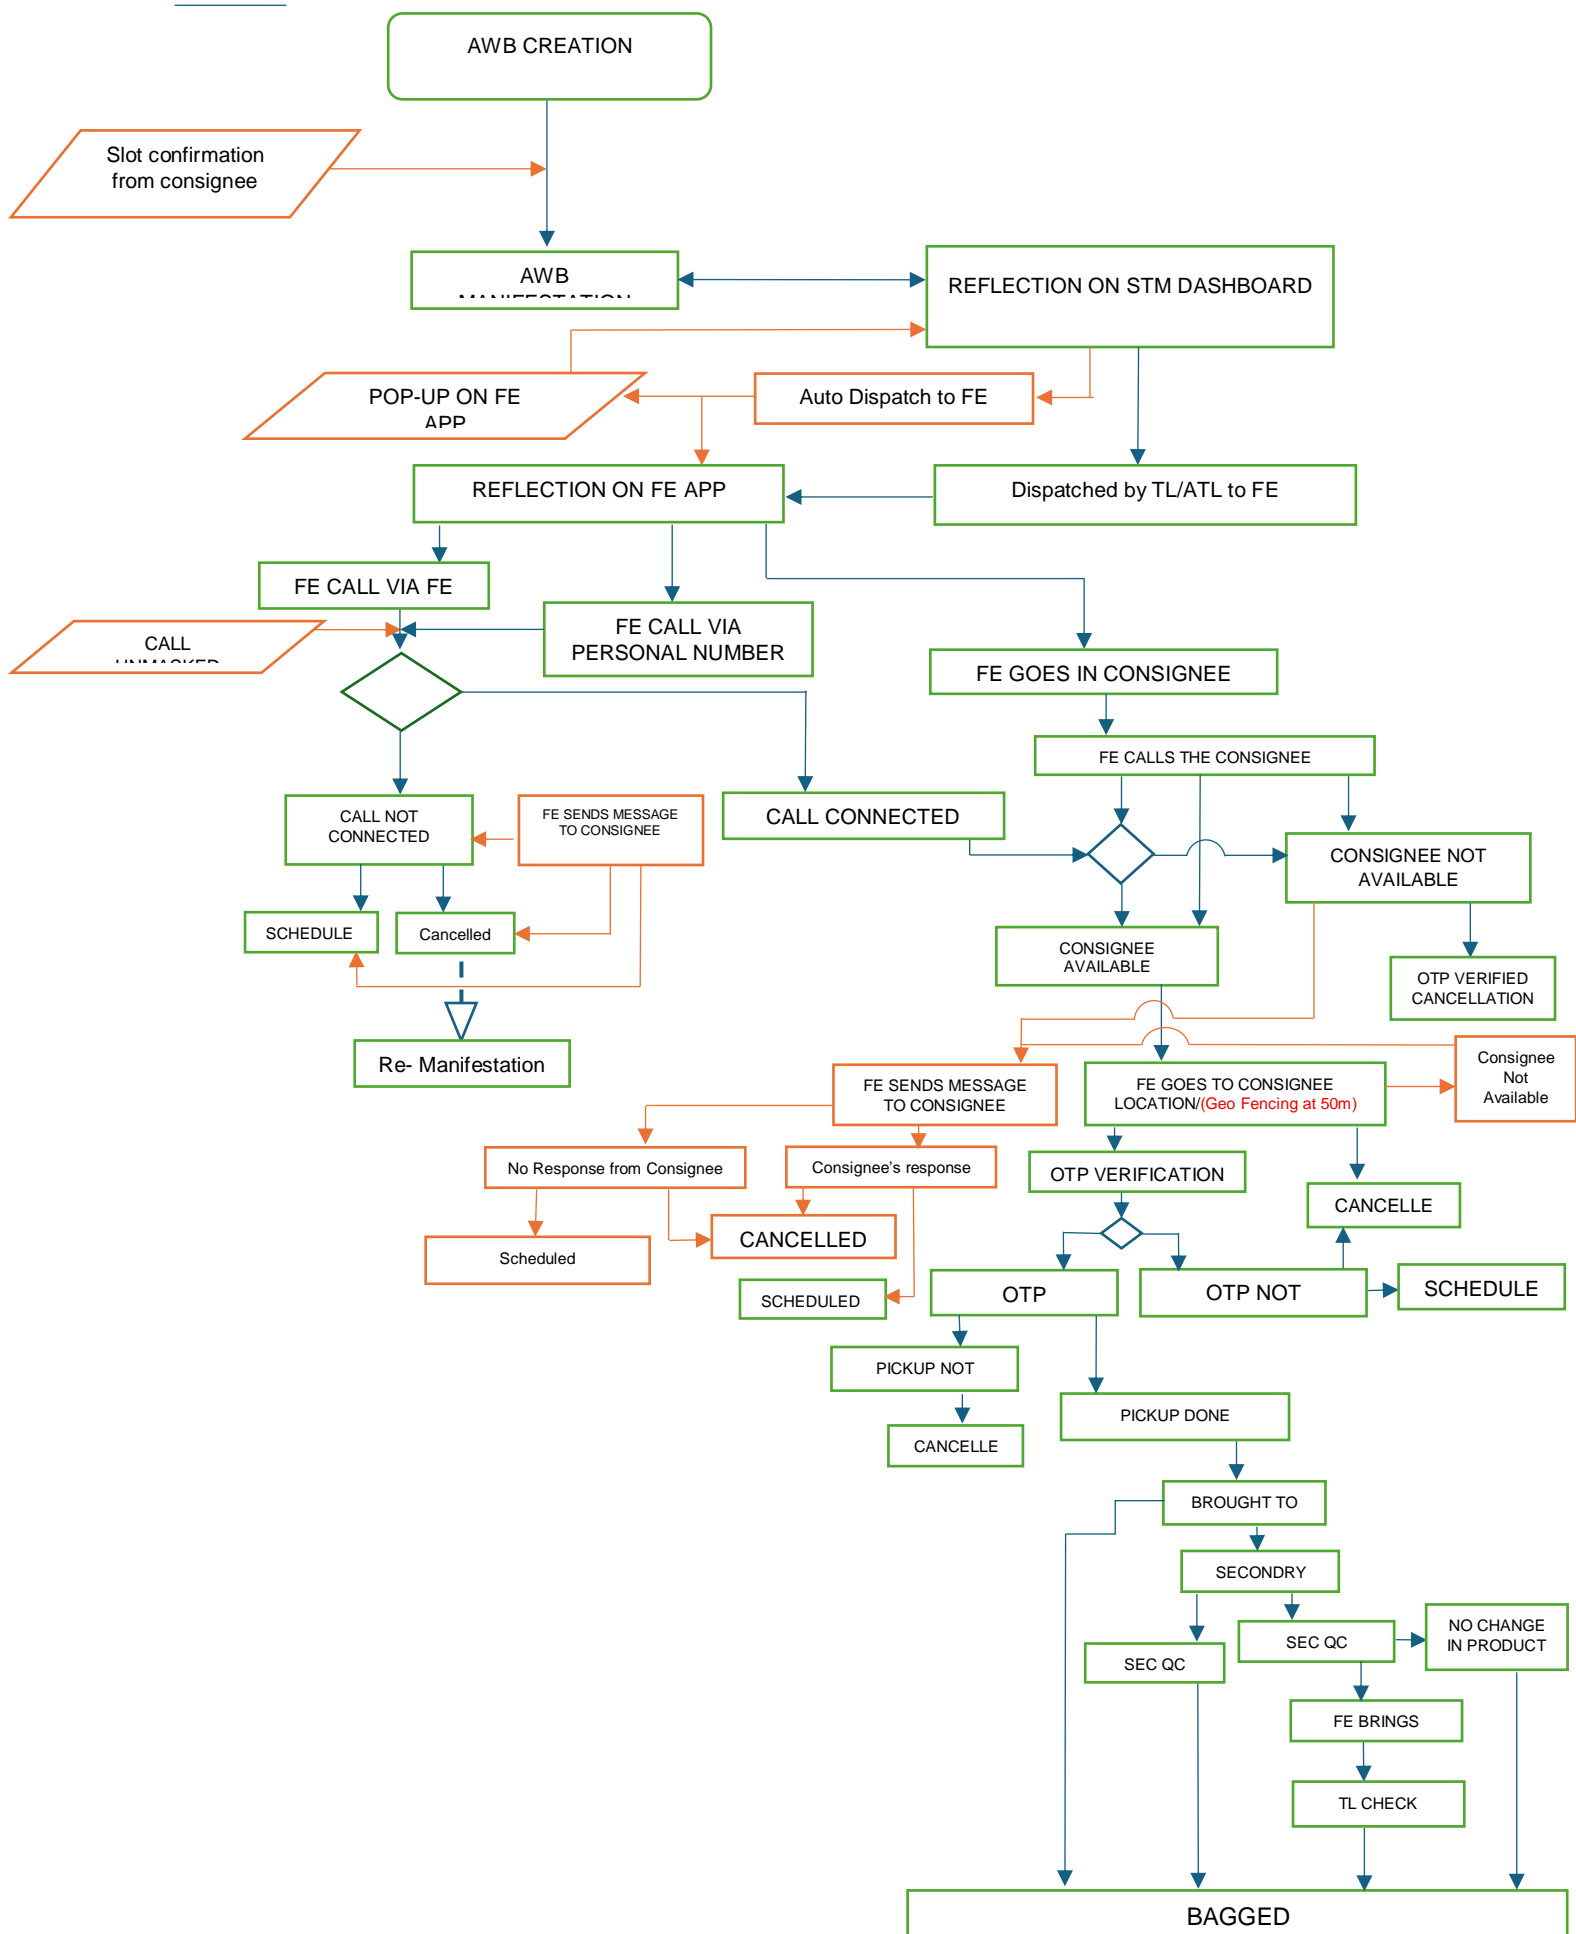 AWB CREATION
Slot confirmation
from consignee
AWB
MANIFESTATION
REFLECTION ON STM DASHBOARD
POP-UP ON FE
APP
Auto Dispatch to FE
REFLECTION ON FE APP
Dispatched by TL/ATL to FE
FE CALL VIA FE
FE CALL VIA
PERSONAL NUMBER
CALL
UNMASKED
FE GOES IN CONSIGNEE
FE CALLS THE CONSIGNEE
CALL NOT
CONNECTED
FE SENDS MESSAGE
TO CONSIGNEE
CALL CONNECTED
CONSIGNEE NOT
AVAILABLE
SCHEDULE
Cancelled
CONSIGNEE
AVAILABLE
OTP VERIFIED
CANCELLATION
Re- Manifestation
FE SENDS MESSAGE
TO CONSIGNEE
FE GOES TO CONSIGNEE
LOCATION/(Geo Fencing at 50m)
Consignee
Not
Available
No Response from Consignee
Consignee's response
OTP VERIFICATION
CANCELLE
CANCELLED
Scheduled
SCHEDULED
OTP
OTP NOT
SCHEDULE
PICKUP NOT
PICKUP DONE
CANCELLE
BROUGHT TO
SECONDRY
SEC QC
SEC QC
NO CHANGE
IN PRODUCT
FE BRINGS
TL CHECK
BAGGED